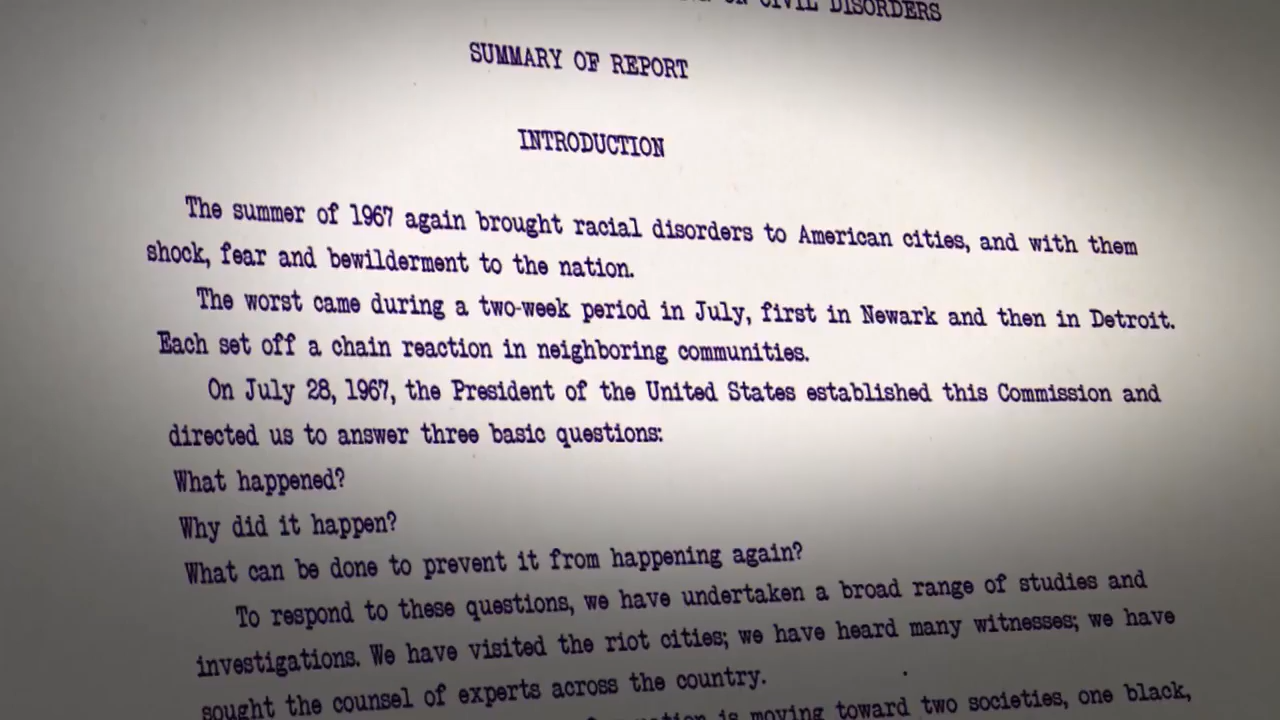 CIVIL DISORDERS
SUMMARY OF REPORT
INTRODUCTION
The summer of 1967 again brought racial disorders to American cities, and with them
shock, fear and bewilderment to the nation.
The worst came during a two-week period in July, first in Newark and then in Detroit.
Each set off a chain reaction in neighboring communities.
On July 28, 1967, the President of the United States established this Commission and
directed us to answer three basic questions:
What happened?
Why did it happen?
What can be done to prevent it from happening again?
To respond to these questions, we have undertaken a broad range of studies and
investigations. We have visited the riot cities; we have heard many witnesses; we have
sought the counsel of experts across the country.
is moving toward two societies, one black,